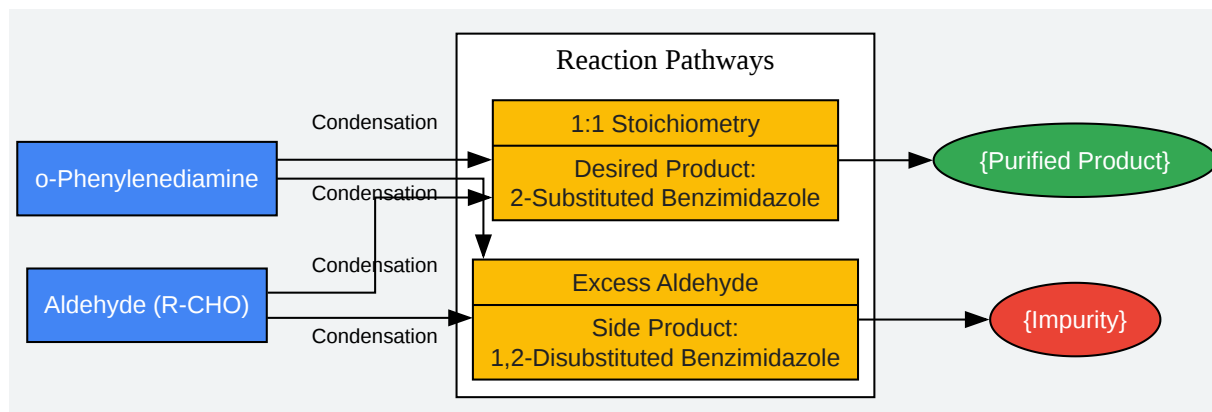 Reaction Pathways
Condensation
1:1 Stoichiometry
o-Phenylenediamine
Desired Product:
2-Substituted Benzimidazole
{Purified Product}
Condensation
Condensation
Aldehyde (R-CHO)
Excess Aldehyde
Condensation
Side Product:
1,2-Disubstituted Benzimidazole
{Impurity}